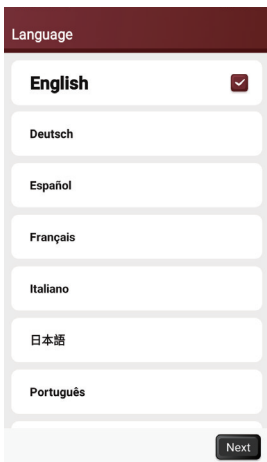 Language
English
Deutsch
Español
Français
Italiano
日本語
Português
Next